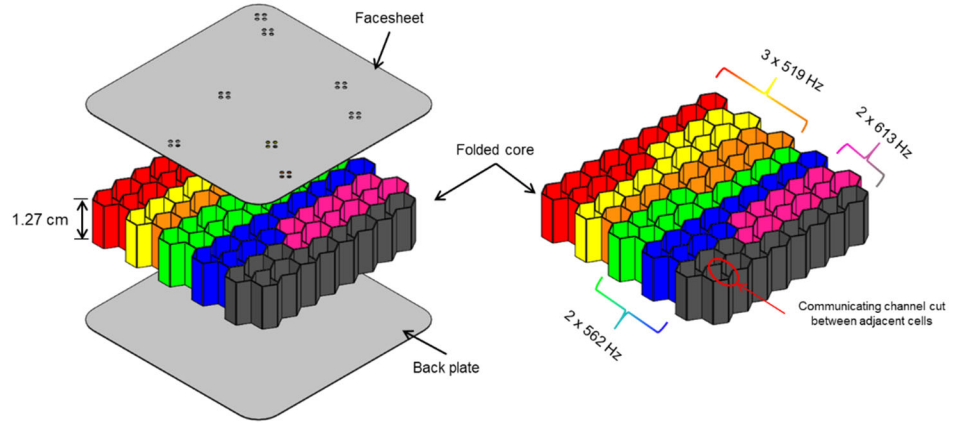 Facesheet
3 x 519 Hz
2 x 613 Hz
Folded core
1.27 cm
Communicating channel cut
between adjacent cells
2 x 562 Hz
Back plate